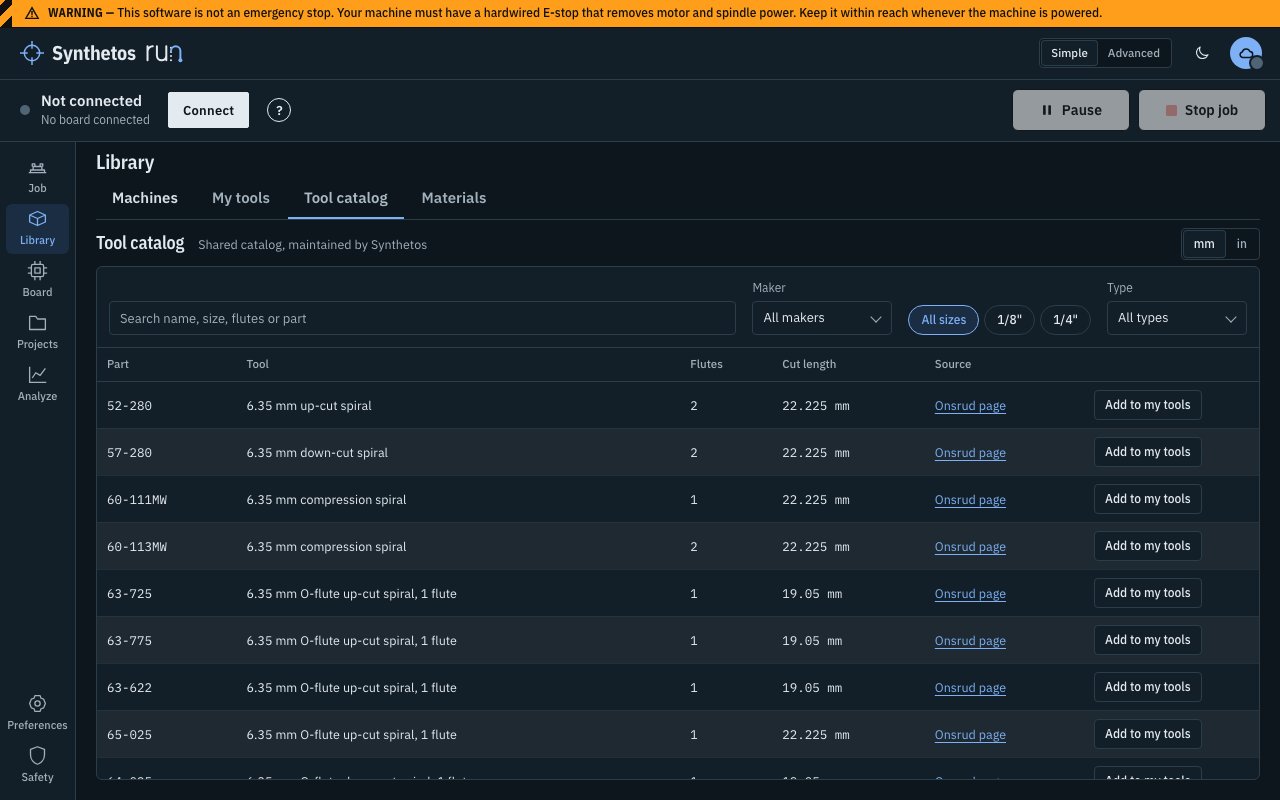 WARNING — This software is not an emergency stop. Your machine must have a hardwired E-stop that removes motor and spindle power. Keep it within reach whenever the machine is powered.
Synthetos run
Simple Advanced
Not connected
No board connected
Connect
?
Pause
Stop job
Job
Library
Board
Projects
Analyze
Preferences
Safety
Library
Machines My tools Tool catalog Materials
Tool catalog Shared catalog, maintained by Synthetos
mm in
Search name, size, flutes or part
Maker
All makers
All sizes 1/8" 1/4"
Type
All types
Part Tool Flutes Cut length Source
52-280 6.35 mm up-cut spiral 2 22.225 mm Onsrud page Add to my tools
57-280 6.35 mm down-cut spiral 2 22.225 mm Onsrud page Add to my tools
60-111MW 6.35 mm compression spiral 1 22.225 mm Onsrud page Add to my tools
60-113MW 6.35 mm compression spiral 2 22.225 mm Onsrud page Add to my tools
63-725 6.35 mm O-flute up-cut spiral, 1 flute 1 19.05 mm Onsrud page Add to my tools
63-775 6.35 mm O-flute up-cut spiral, 1 flute 1 19.05 mm Onsrud page Add to my tools
63-622 6.35 mm O-flute up-cut spiral, 1 flute 1 19.05 mm Onsrud page Add to my tools
65-025 6.35 mm O-flute up-cut spiral, 1 flute 1 22.225 mm Onsrud page Add to my tools
Onsrud page Add to my tools